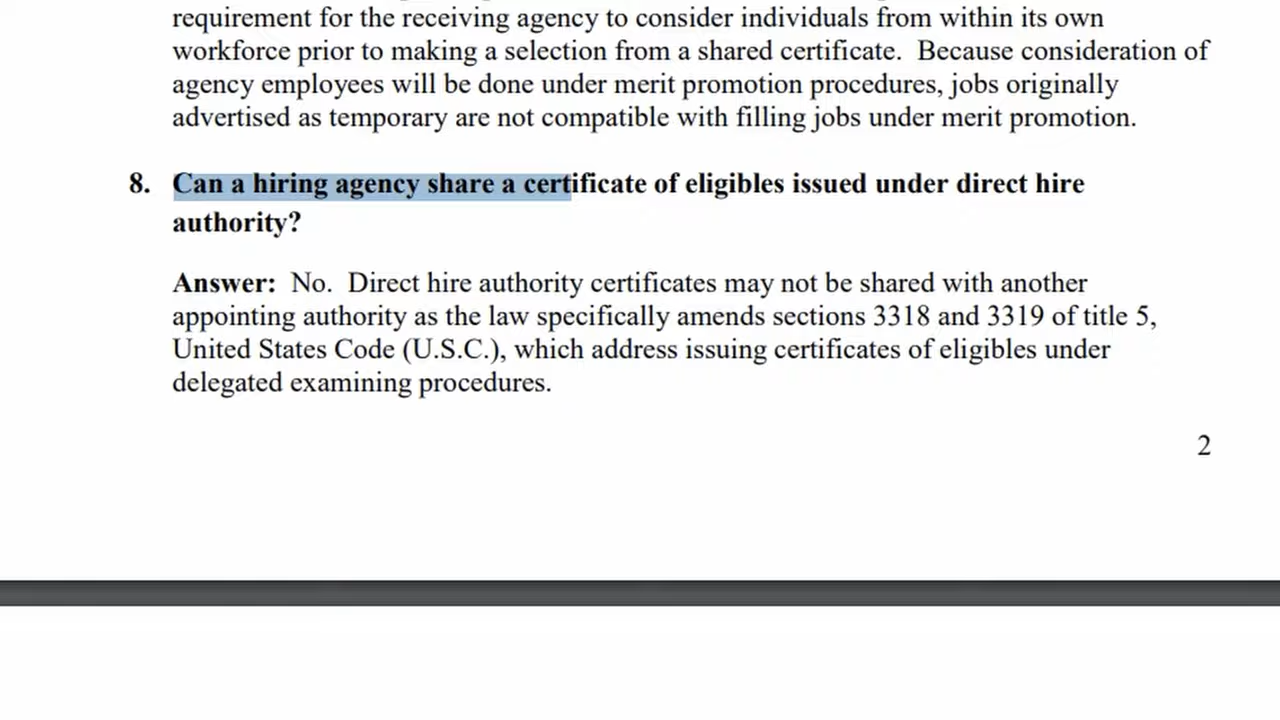 requirement for the receiving agency to consider individuals from within its own
workforce prior to making a selection from a shared certificate.  Because consideration of
agency employees will be done under merit promotion procedures, jobs originally
advertised as temporary are not compatible with filling jobs under merit promotion.
8. Can a hiring agency share a certificate of eligibles issued under direct hire
authority?
Answer:  No.  Direct hire authority certificates may not be shared with another
appointing authority as the law specifically amends sections 3318 and 3319 of title 5,
United States Code (U.S.C.), which address issuing certificates of eligibles under
delegated examining procedures.
2